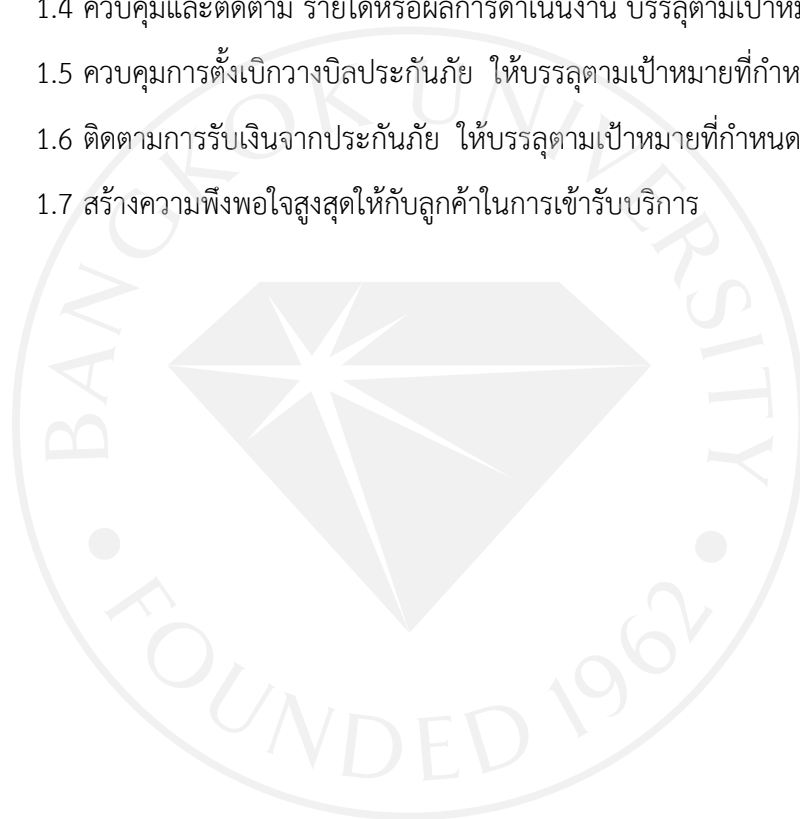 1.4 ควบคุมและติดตาม รายได้หรือผลการดำเนินงาน บรรลุตาม
1.5 ควบคุมการตั้งเบิกวางบิลประกันภัย ให้บรรลุตามเป้าหมายที่
1.6 ติดตามการรับเงินจากประกันภัย ให้บรรลุตามเป้าหมายที่กำหนด
1.7 สร้างความพึงพอใจสูงสุดให้กับลูกค้าในการเข้ารับบริการ
BANGKOK UNIVERSITY
FOUNDED 1962